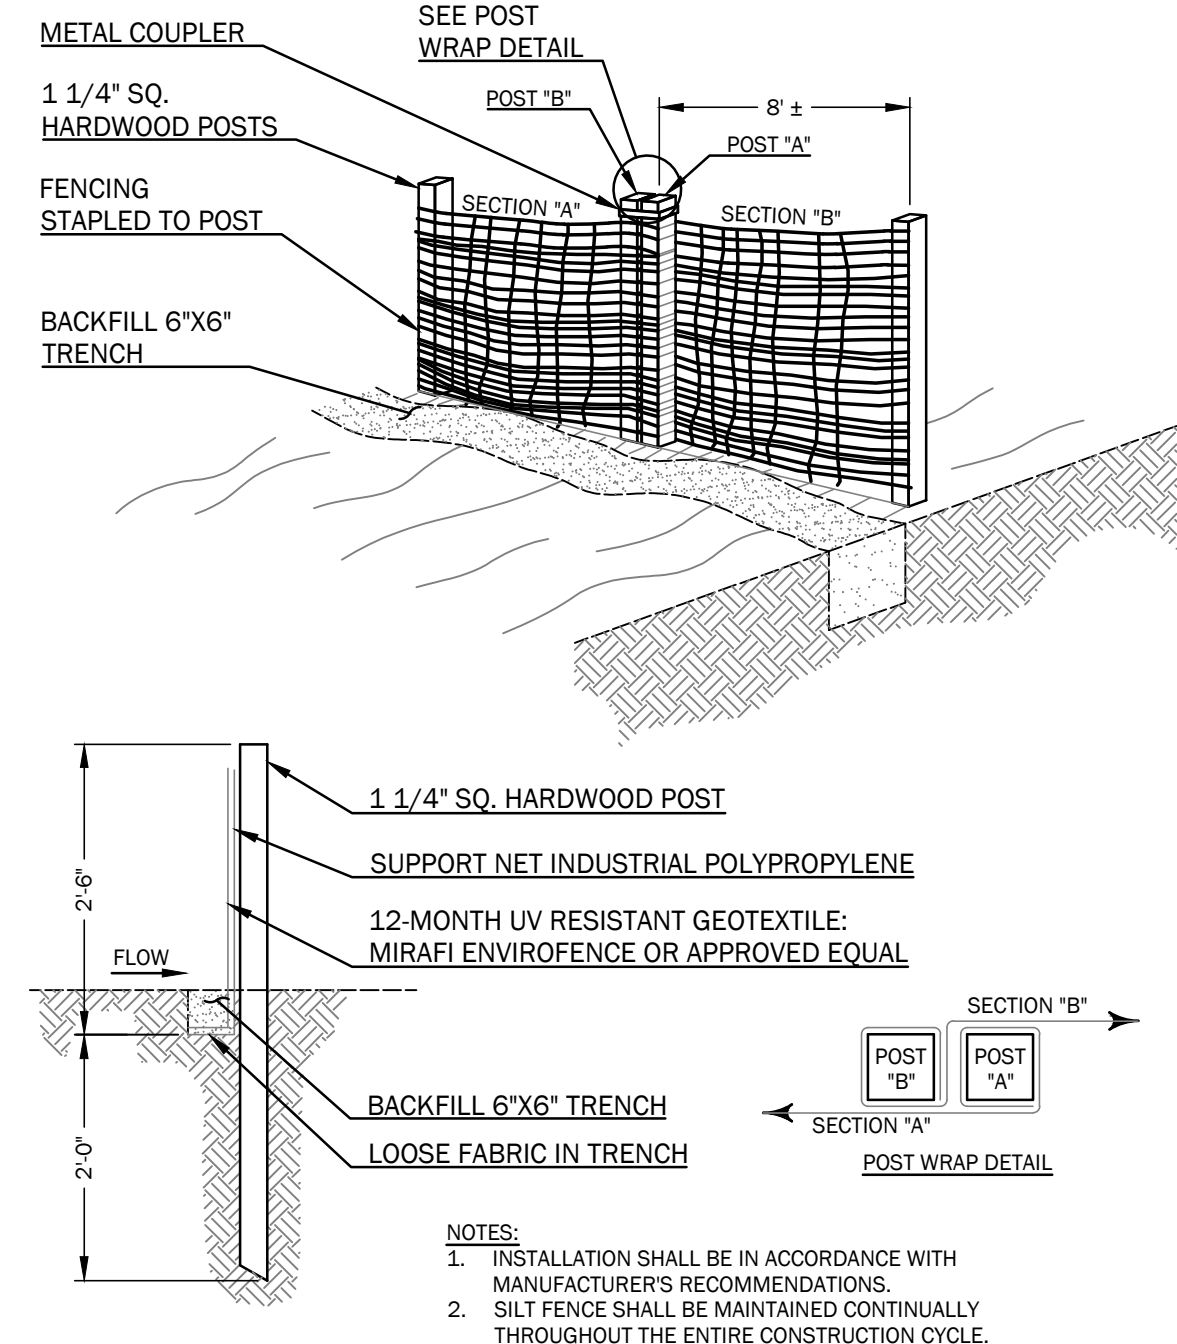 METAL COUPLER
SEE POST
WRAP DETAIL
1 1/4" SQ.
HARDWOOD POSTS
POST "B"
8' ±
POST "A"
FENCING
STAPLED TO POST
SECTION "A"
SECTION "B"
BACKFILL 6"X6"
TRENCH
1 1/4" SQ. HARDWOOD POST
SUPPORT NET INDUSTRIAL POLYPROPYLENE
2'-6"
12-MONTH UV RESISTANT GEOTEXTILE:
MIRAFI ENVIROFENCE OR APPROVED EQUAL
FLOW
BACKFILL 6"X6" TRENCH
LOOSE FABRIC IN TRENCH
2'-0"
SECTION "B"
POST
"B"
POST
"A"
SECTION "A"
POST WRAP DETAIL
NOTES:
1. INSTALLATION SHALL BE IN ACCORDANCE WITH
MANUFACTURER'S RECOMMENDATIONS.
2. SILT FENCE SHALL BE MAINTAINED CONTINUALLY
THROUGHOUT THE ENTIRE CONSTRUCTION CYCLE.